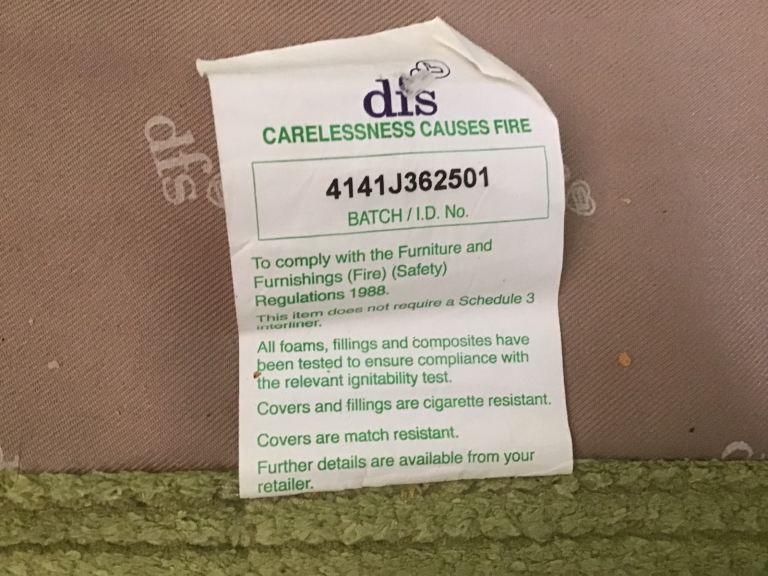 dfs
CARELESSNESS CAUSES FIRE
4141J362501
BATCH / I.D. No.
To comply with the Furniture and
Furnishings (Fire) (Safety)
Regulations 1988.
This item does not require a Schedule 3
interliner.
All foams, fillings and composites have
been tested to ensure compliance with
the relevant ignitability test.
Covers and fillings are cigarette resistant.
Covers are match resistant.
Further details are available from your
retailer.
dfs